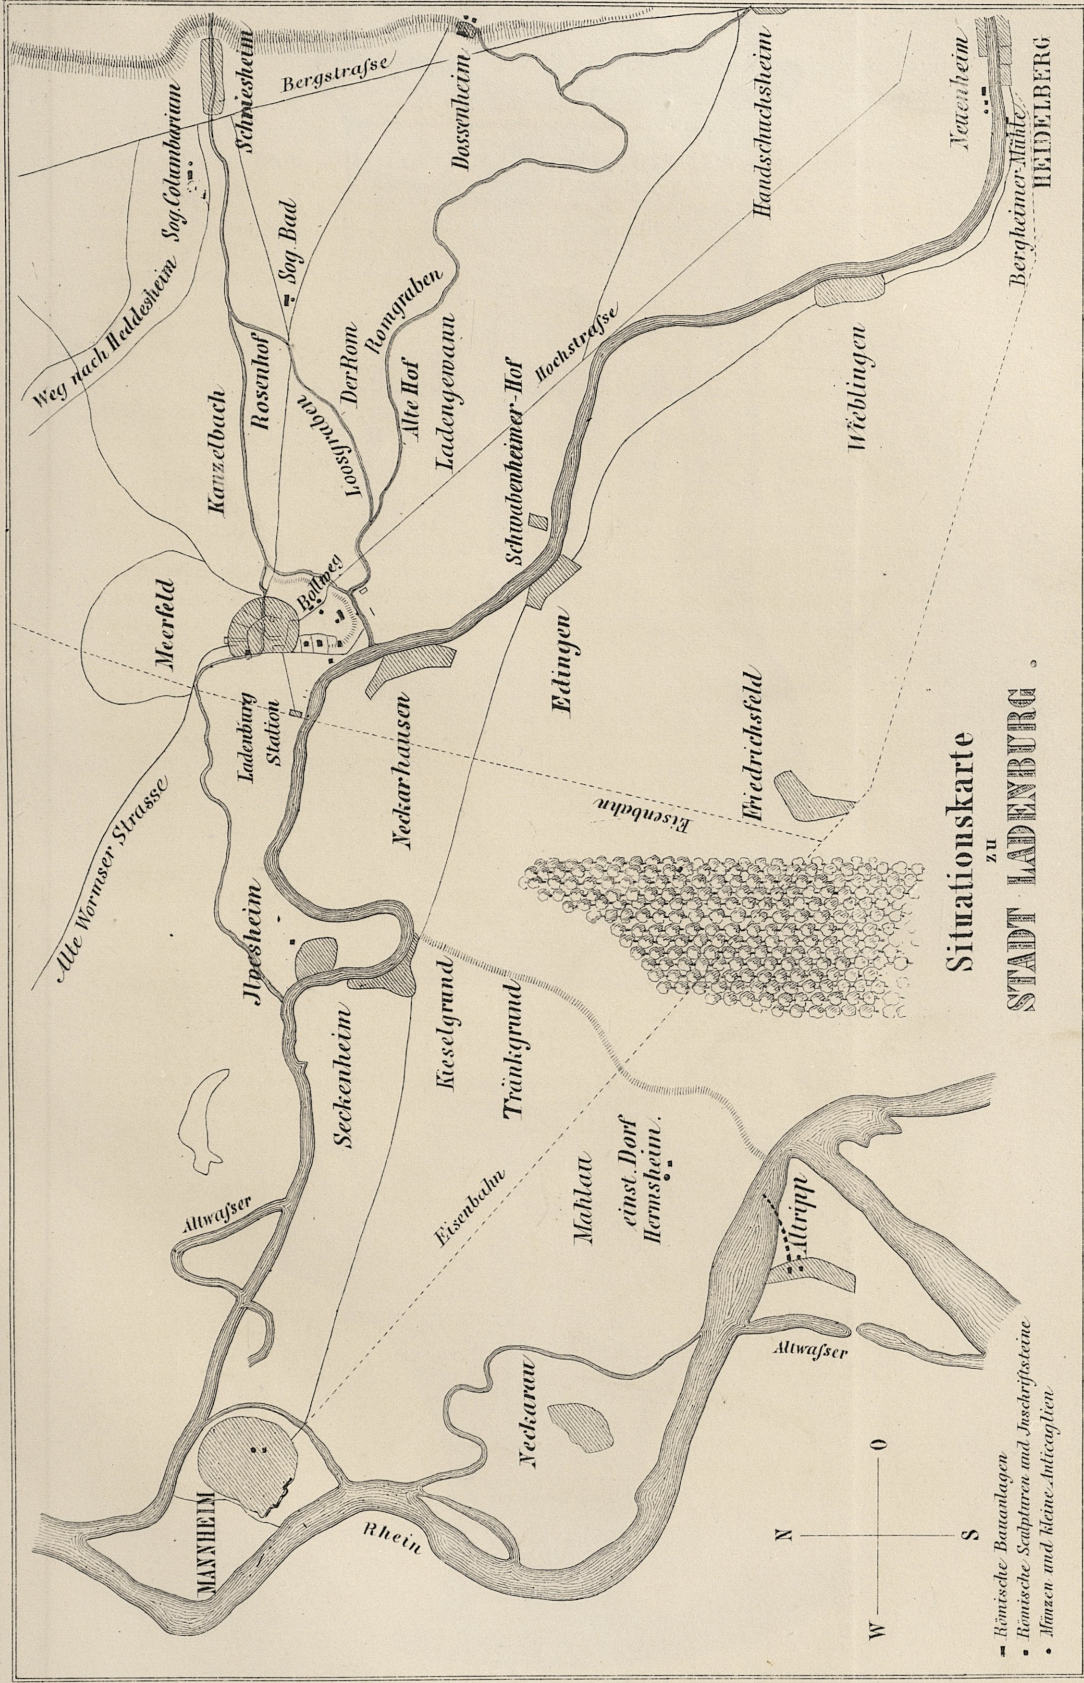 Situationskarte
zu
STADT LADENBURG.
MANNHEIM
Rhein
Altwaſser
Alte Wormser Strasse
Jlvesheim
Seckenheim
Kieselgrund
Tränkgrund
Eisenbahn
Mahlau
einst. Dorf
Hermsheim.
Neckarau
Altwaſser
Altripp
Meerfeld
Ladenburg
Station
Neckarhausen
Edingen
Eisenbahn
Friedrichsfeld
Weg nach Heddesheim
Sog. Columbarium
Schriesheim
Bergstraſse
Kanzelbach
Rosenhof
Sog. Bad
Loosgraben
Der Rom
Romgraben
Alte Hof
Ladengewann
Bollweg
Dossenheim
Hochstraſse
Schwabenheimer-Hof
Handschuchsheim
Wieblingen
Neuenheim
Bergheimer-Mühle
HEIDELBERG
N
O
S
W
Römische Bauanlagen
Römische Sculpturen und Inschriftsteine
Münzen und kleine Anticaglien